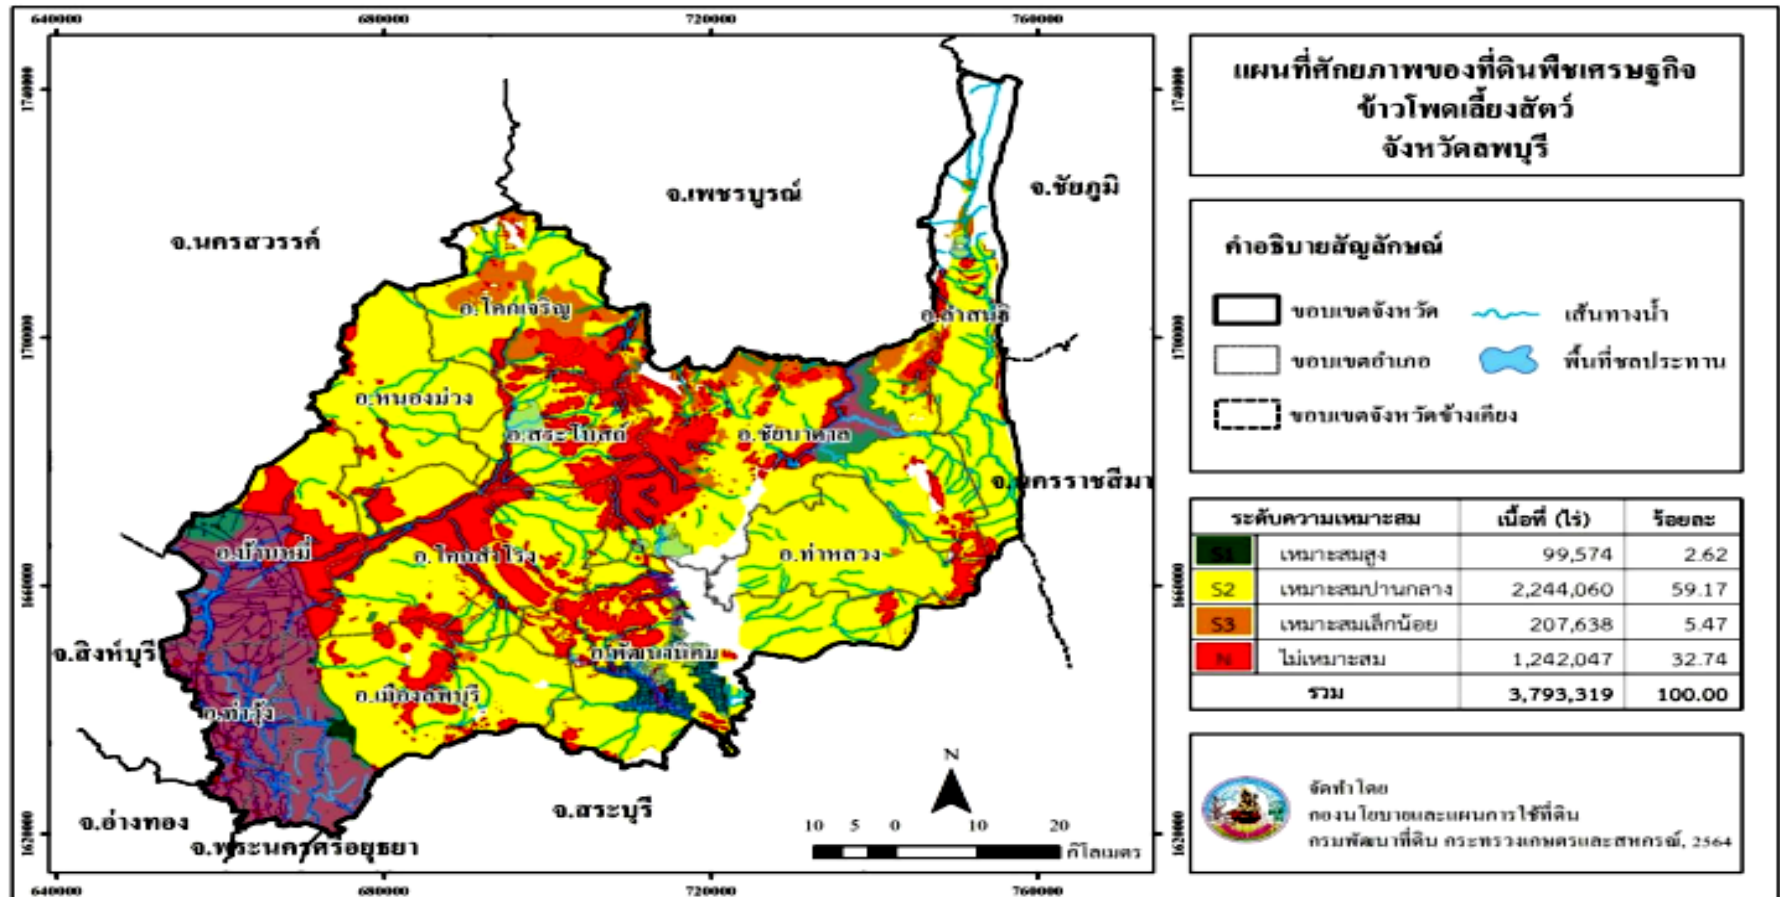 640000 680000 720000 760000
แผนที่ศักยภาพของที่ดินพืชเศรษฐกิจ
ข้าวโพดเลี้ยงสัตว์
จังหวัดลพบุรี
1740000
1740000
จ.เพชรบูรณ์
จ.ชัยภูมิ
จ.นครสวรรค์
คำอธิบายสัญลักษณ์
ขอบเขตจังหวัด
เส้นทางน้ำ
ขอบเขตอำเภอ
พื้นที่ชลประทาน
ขอบเขตจังหวัดข้างเคียง
อ.โคกเจริญ
อ.ลำสนธิ
1700000
1700000
อ.หนองม่วง
อ.สระโบสถ์
อ.ชัยบาดาล
จ.นครราชสีมา
อ.บ้านหมี่
อ.โคกสำโรง
อ.ท่าหลวง
1660000
1660000
จ.สิงห์บุรี
อ.พัฒนานิคม
อ.เมืองลพบุรี
อ.ท่าวุ้ง
ระดับความเหมาะสม เนื้อที่ (ไร่) ร้อยละ
S1 เหมาะสมสูง 99,574 2.62
S2 เหมาะสมปานกลาง 2,244,060 59.17
S3 เหมาะสมเล็กน้อย 207,638 5.47
N ไม่เหมาะสม 1,242,047 32.74
รวม 3,793,319 100.00
N
จ.สระบุรี
จ.อ่างทอง
จ.พระนครศรีอยุธยา
1620000
1620000
10 5 0 10 20
กิโลเมตร
จัดทำโดย
กองนโยบายและแผนการใช้ที่ดิน
กรมพัฒนาที่ดิน กระทรวงเกษตรและสหกรณ์, 2564
640000 680000 720000 760000